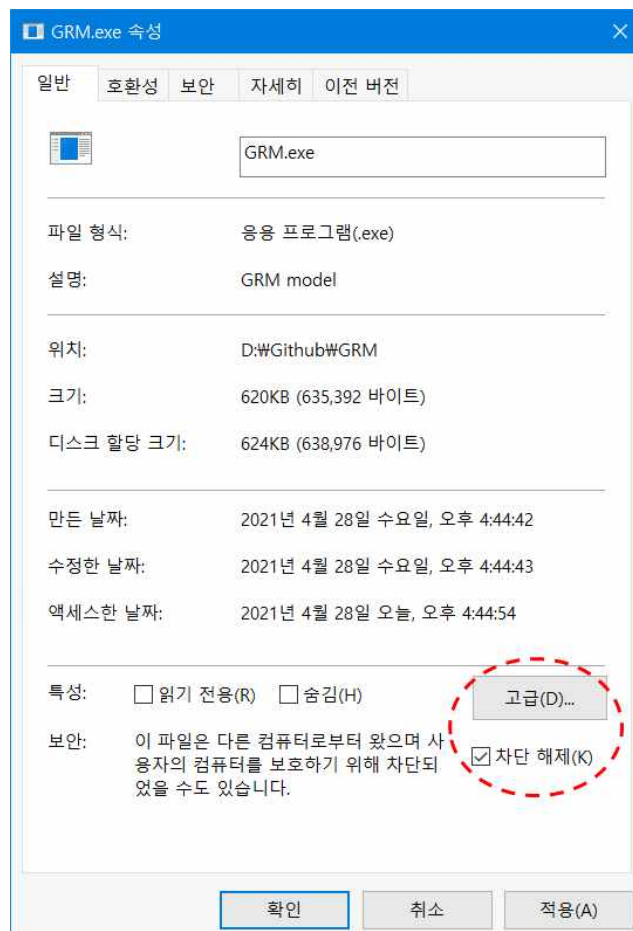 GRM.exe 속성
일반 호환성 보안 자세히 이전 버전
GRM.exe
파일 형식: 응용 프로그램(.exe)
설명: GRM model
위치: D:₩Github₩GRM
크기: 620KB (635,392 바이트)
디스크 할당 크기: 624KB (638,976 바이트)
만든 날짜: 2021년 4월 28일 수요일, 오후 4:44:42
수정한 날짜: 2021년 4월 28일 수요일, 오후 4:44:43
액세스한 날짜: 2021년 4월 28일 오늘, 오후 4:44:54
특성: 읽기 전용(R) 숨김(H) 고급(D)...
보안: 이 파일은 다른 컴퓨터로부터 왔으며 사
용자의 컴퓨터를 보호하기 위해 차단되
었을 수도 있습니다.
차단 해제(K)
확인 취소 적용(A)